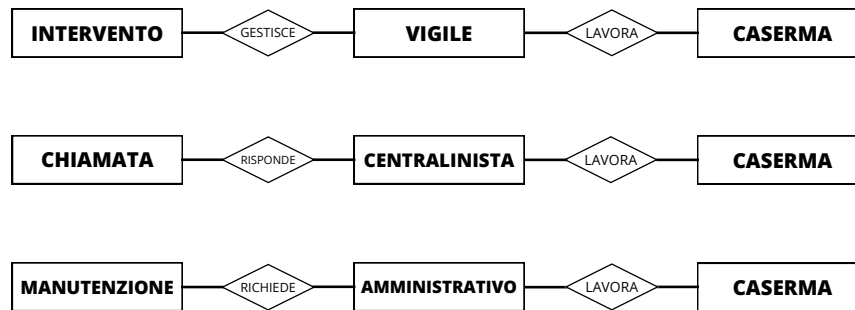 INTERVENTO GESTISCE VIGILE LAVORA CASERMA
CHIAMATA RISPONDE CENTRALINISTA LAVORA CASERMA
MANUTENZIONE RICHIEDE AMMINISTRATIVO LAVORA CASERMA